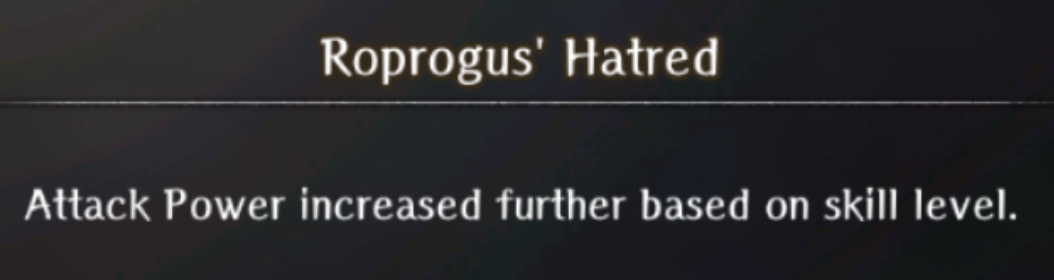 Roprogus' Hatred
Attack Power increased further based on skill level.